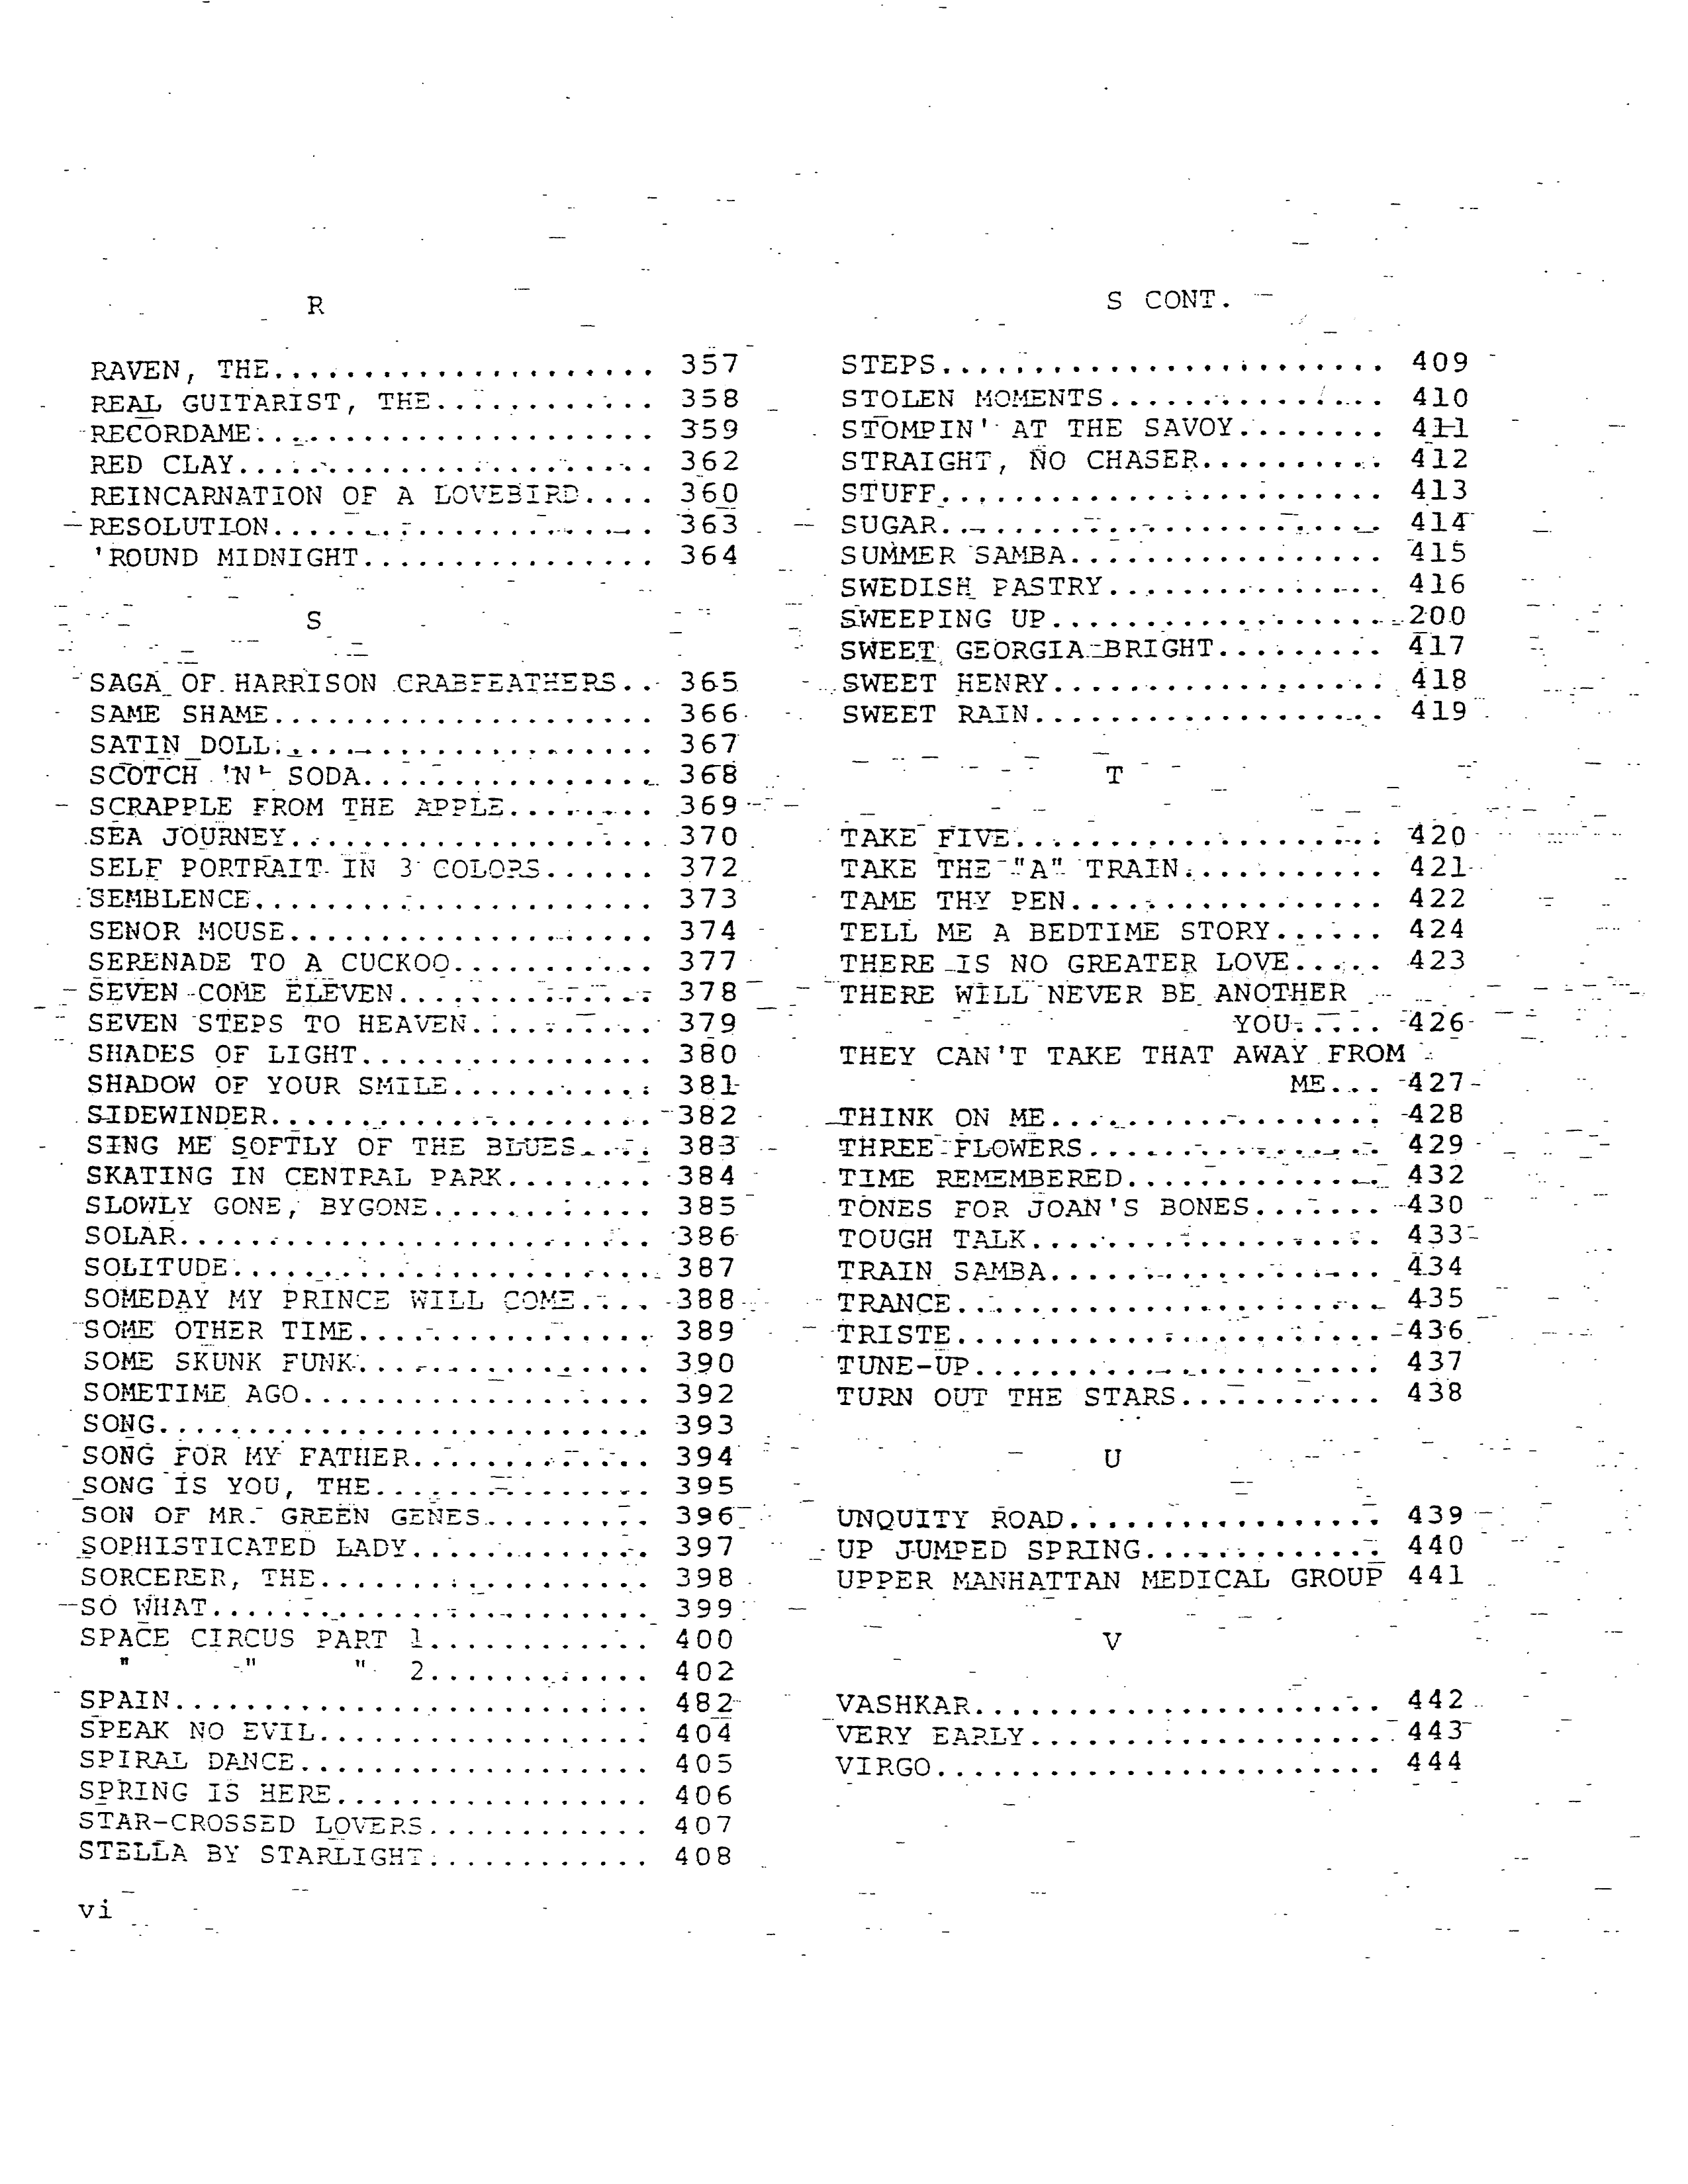 R
RAVEN, THE..................... 357
REAL GUITARIST, THE............ 358
RECORDAME...................... 359
RED CLAY....................... 362
REINCARNATION OF A LOVEBIRD.... 360
RESOLUTION..................... 363
'ROUND MIDNIGHT................ 364
S
SAGA OF HARRISON CRABFEATHERS.. 365
SAME SHAME..................... 366
SATIN DOLL..................... 367
SCOTCH 'N' SODA................ 368
SCRAPPLE FROM THE APPLE........ 369
SEA JOURNEY.................... 370
SELF PORTRAIT IN 3 COLORS...... 372
SEMBLENCE...................... 373
SENOR MOUSE.................... 374
SERENADE TO A CUCKOO........... 377
SEVEN COME ELEVEN.............. 378
SEVEN STEPS TO HEAVEN.......... 379
SHADES OF LIGHT................ 380
SHADOW OF YOUR SMILE........... 381
SIDEWINDER..................... 382
SING ME SOFTLY OF THE BLUES.... 383
SKATING IN CENTRAL PARK........ 384
SLOWLY GONE, BYGONE............ 385
SOLAR.......................... 386
SOLITUDE....................... 387
SOMEDAY MY PRINCE WILL COME.... 388
SOME OTHER TIME................ 389
SOME SKUNK FUNK................ 390
SOMETIME AGO................... 392
SONG........................... 393
SONG FOR MY FATHER............. 394
SONG IS YOU, THE............... 395
SON OF MR. GREEN GENES......... 396
SOPHISTICATED LADY............. 397
SORCERER, THE.................. 398
SO WHAT........................ 399
SPACE CIRCUS PART 1............ 400
" " " 2............ 402
SPAIN.......................... 482
SPEAK NO EVIL.................. 404
SPIRAL DANCE................... 405
SPRING IS HERE................. 406
STAR-CROSSED LOVERS............ 407
STELLA BY STARLIGHT............ 408
vi
S CONT.
STEPS........................ 409
STOLEN MOMENTS............... 410
STOMPIN' AT THE SAVOY........ 411
STRAIGHT, NO CHASER.......... 412
STUFF........................ 413
SUGAR........................ 414
SUMMER SAMBA................. 415
SWEDISH PASTRY............... 416
SWEEPING UP.................. 200
SWEET GEORGIA BRIGHT......... 417
SWEET HENRY.................. 418
SWEET RAIN................... 419
T
TAKE FIVE.................... 420
TAKE THE "A" TRAIN........... 421
TAME THY PEN................. 422
TELL ME A BEDTIME STORY...... 424
THERE IS NO GREATER LOVE..... 423
THERE WILL NEVER BE ANOTHER
YOU..... 426
THEY CAN'T TAKE THAT AWAY FROM
ME... 427
THINK ON ME.................. 428
THREE FLOWERS................ 429
TIME REMEMBERED.............. 432
TONES FOR JOAN'S BONES....... 430
TOUGH TALK................... 433
TRAIN SAMBA.................. 434
TRANCE....................... 435
TRISTE....................... 436
TUNE-UP...................... 437
TURN OUT THE STARS........... 438
U
UNQUITY ROAD................. 439
UP JUMPED SPRING............. 440
UPPER MANHATTAN MEDICAL GROUP 441
V
VASHKAR...................... 442
VERY EARLY................... 443
VIRGO........................ 444